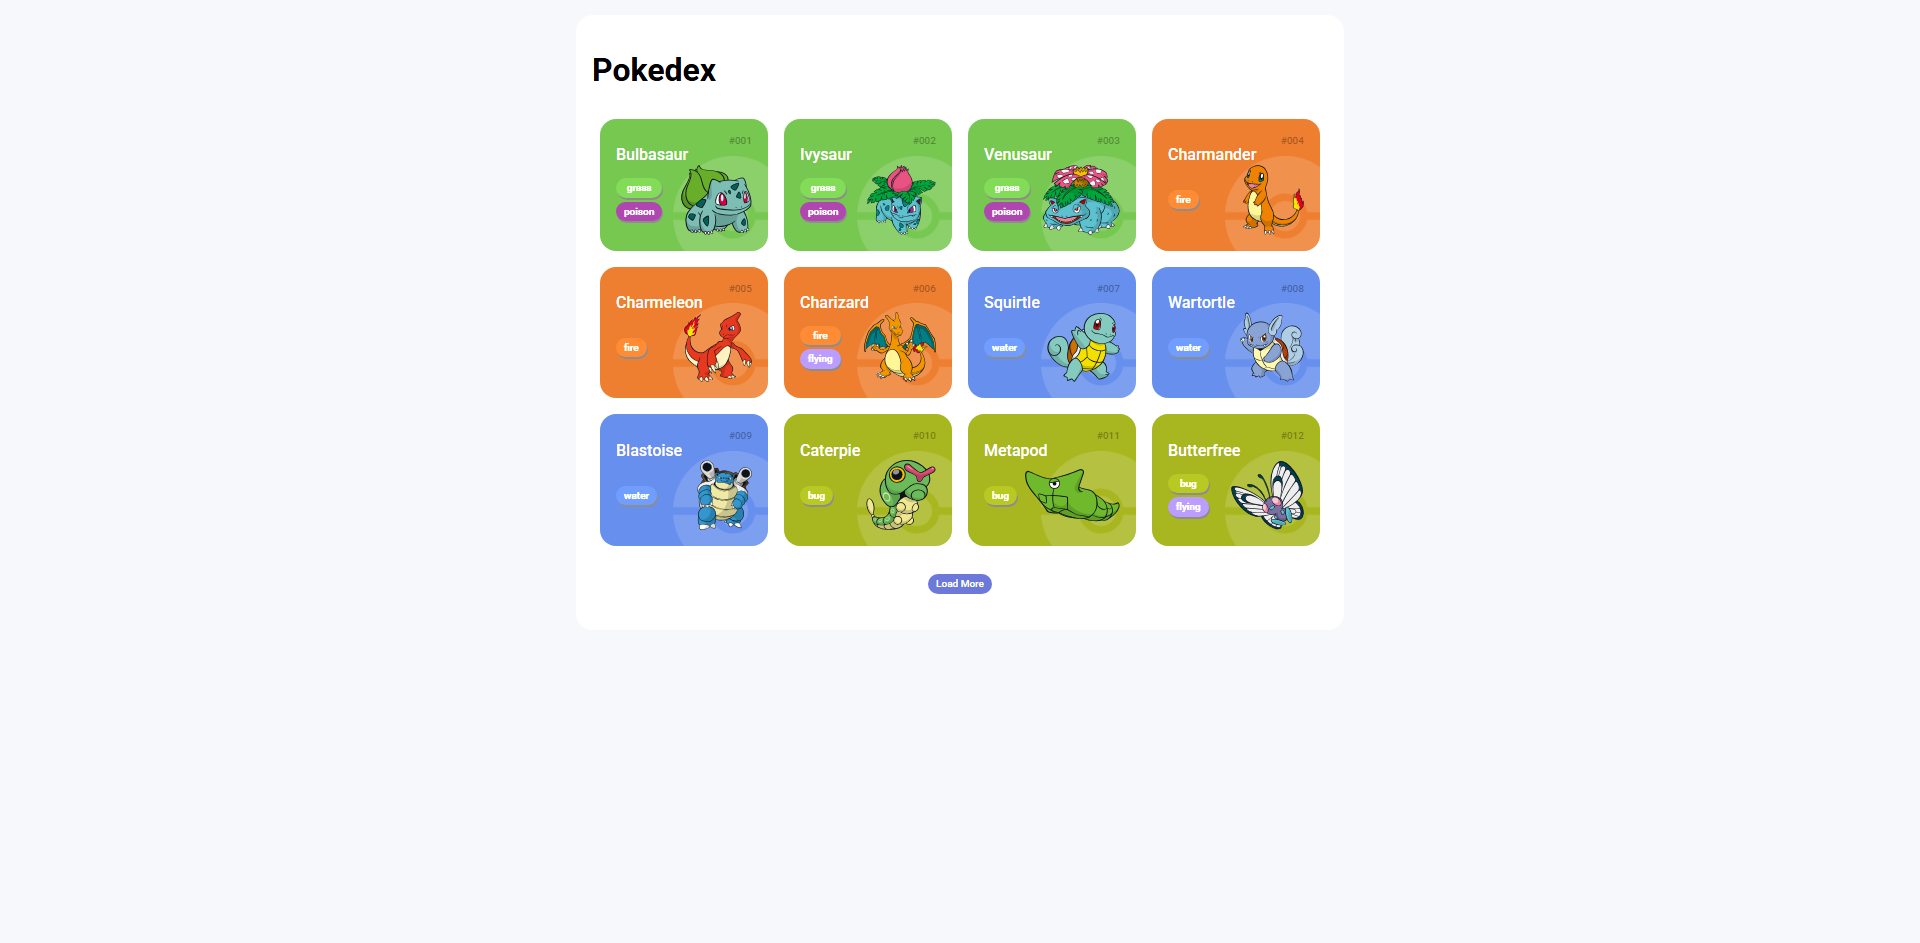 Pokedex
#001
Bulbasaur
grass
poison
#002
Ivysaur
grass
poison
#003
Venusaur
grass
poison
#004
Charmander
fire
#005
Charmeleon
fire
#006
Charizard
fire
flying
#007
Squirtle
water
#008
Wartortle
water
#009
Blastoise
water
#010
Caterpie
bug
#011
Metapod
bug
#012
Butterfree
bug
flying
Load More